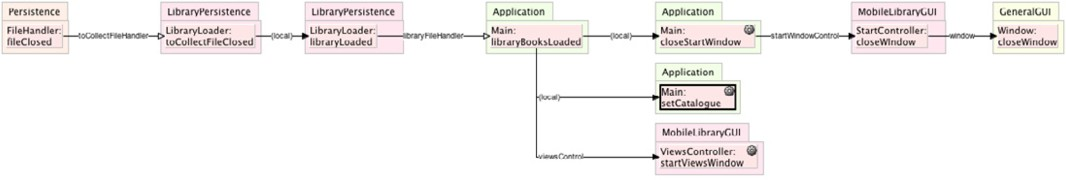 Persistence
FileHandler:
fileClosed
toCollectFileHandler
LibraryPersistence
LibraryLoader:
toCollectFileClosed
(local)
LibraryPersistence
LibraryLoader:
libraryLoaded
libraryFileHandler
Application
Main:
libraryBooksLoaded
(local)
Application
Main:
closeStartWindow
startWindowControl
MobileLibraryGUI
StartController:
closeWIndow
window
GeneralGUI
Window:
closeWindow
(local)
Application
Main:
setCatalogue
viewsControl
MobileLibraryGUI
ViewsController:
startViewsWindow